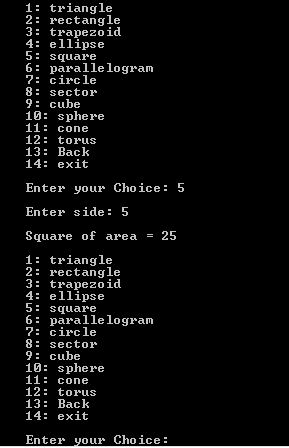 1: triangle
2: rectangle
3: trapezoid
4: ellipse
5: square
6: parallelogram
7: circle
8: sector
9: cube
10: sphere
11: cone
12: torus
13: Back
14: exit
Enter your Choice: 5
Enter side: 5
Square of area = 25
1: triangle
2: rectangle
3: trapezoid
4: ellipse
5: square
6: parallelogram
7: circle
8: sector
9: cube
10: sphere
11: cone
12: torus
13: Back
14: exit
Enter your Choice: